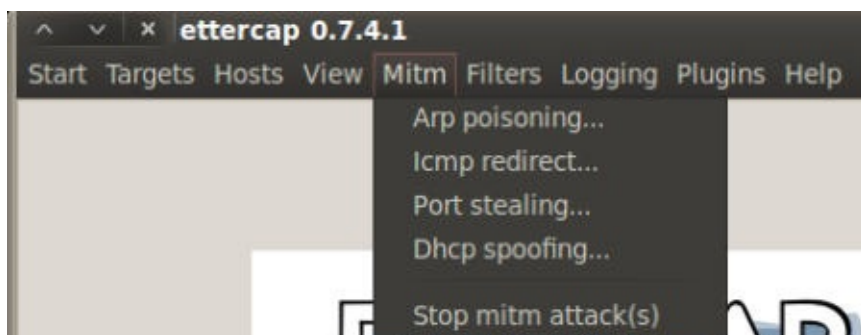 ettercap 0.7.4.1
Start Targets Hosts View Mitm Filters Logging Plugins Help
Arp poisoning...
Icmp redirect...
Port stealing...
Dhcp spoofing...
Stop mitm attack(s)